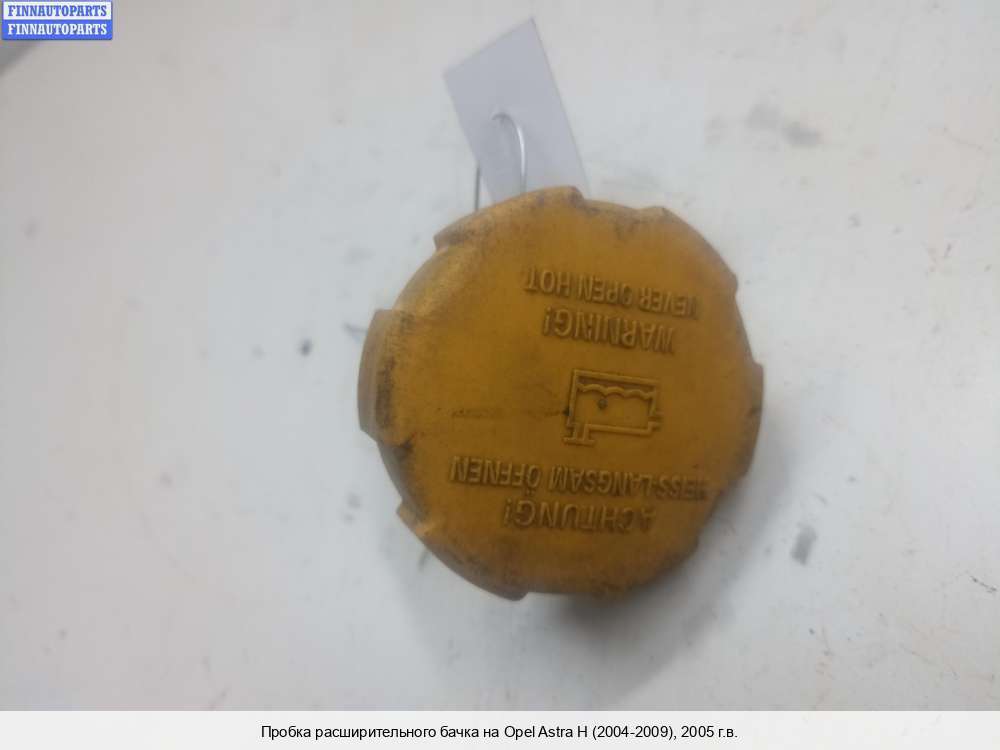 FINNAUTOPARTS
FINNAUTOPARTS
ACHTUNG!
HEISS-LANGSAM ÖFFNEN
WARNING!
NEVER OPEN HOT.
Пробка расширительного бачка на Opel Astra H (2004-2009), 2005 г.в.